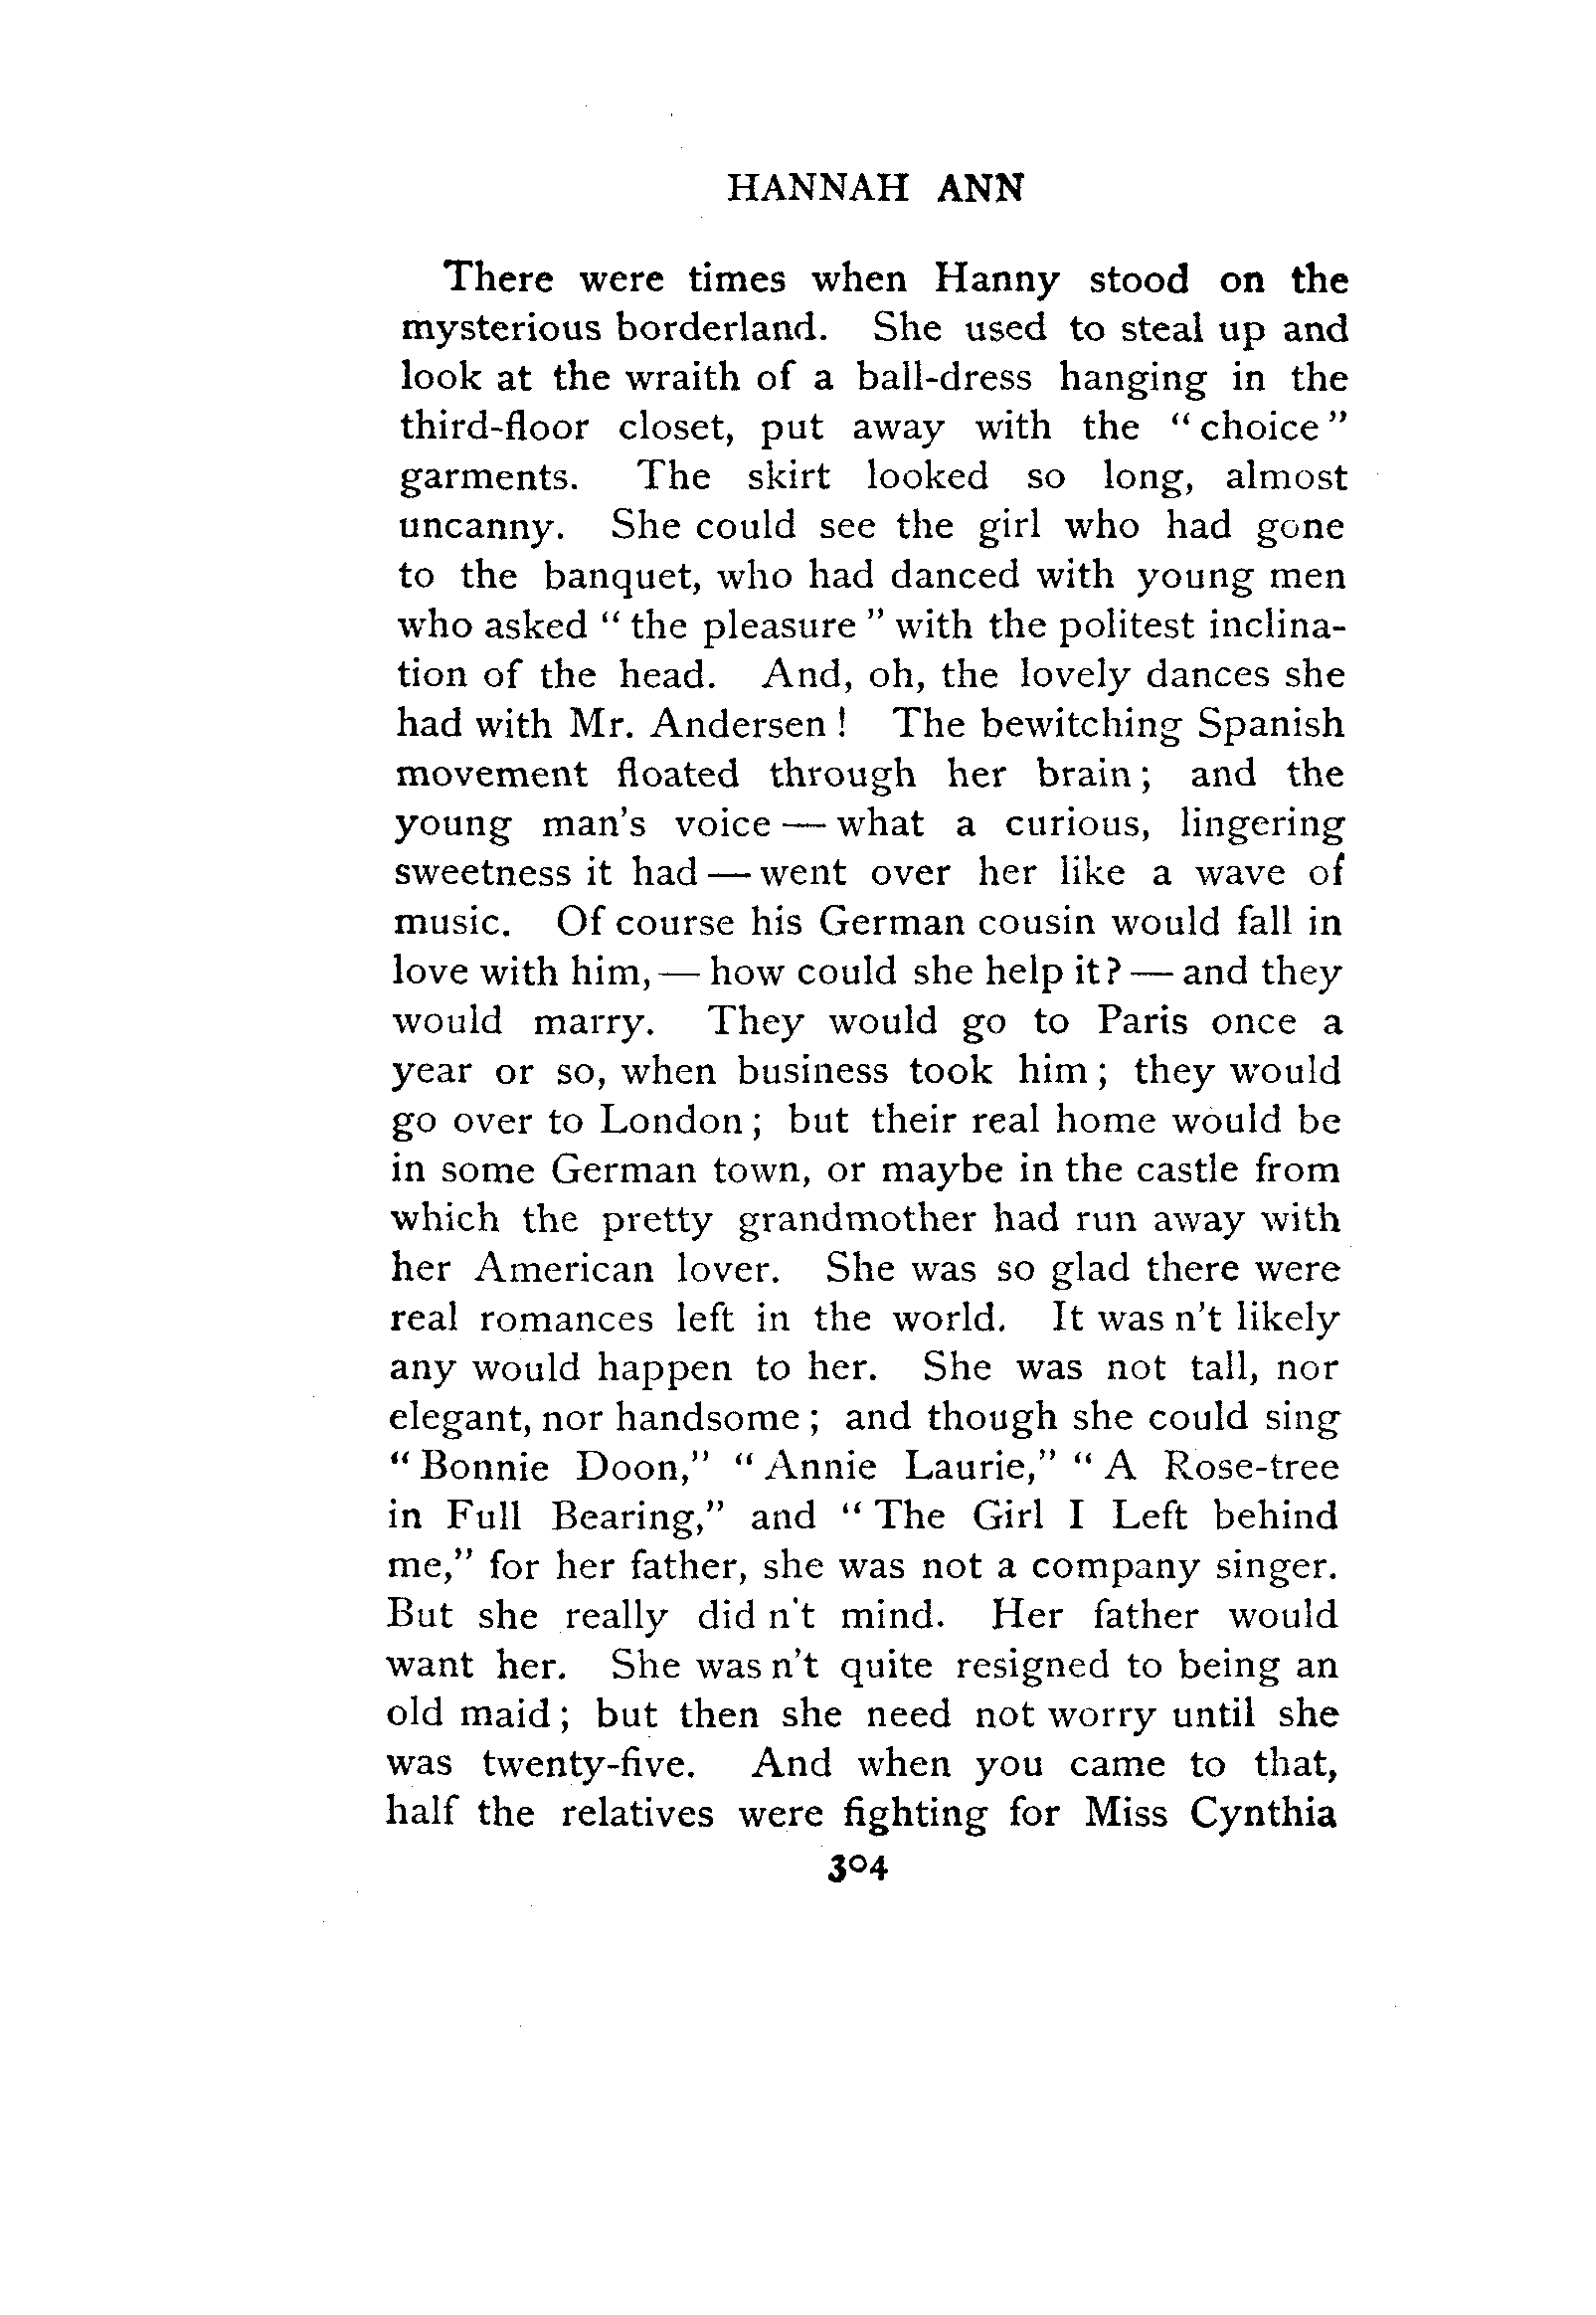 HANNAH ANN
There were times when Hanny stood on the
mysterious borderland. She used to steal up and
look at the wraith of a ball-dress hanging in the
third-floor closet, put away with the “choice”
garments. The skirt looked so long, almost
uncanny. She could see the girl who had gone
to the banquet, who had danced with young men
who asked “the pleasure” with the politest inclina-
tion of the head. And, oh, the lovely dances she
had with Mr. Andersen! The bewitching Spanish
movement floated through her brain; and the
young man's voice — what a curious, lingering
sweetness it had — went over her like a wave of
music. Of course his German cousin would fall in
love with him, — how could she help it? — and they
would marry. They would go to Paris once a
year or so, when business took him; they would
go over to London; but their real home would be
in some German town, or maybe in the castle from
which the pretty grandmother had run away with
her American lover. She was so glad there were
real romances left in the world. It was n't likely
any would happen to her. She was not tall, nor
elegant, nor handsome; and though she could sing
“Bonnie Doon,” “Annie Laurie,” “A Rose-tree
in Full Bearing,” and “The Girl I Left behind
me,” for her father, she was not a company singer.
But she really did n't mind. Her father would
want her. She was n't quite resigned to being an
old maid; but then she need not worry until she
was twenty-five. And when you came to that,
half the relatives were fighting for Miss Cynthia
304